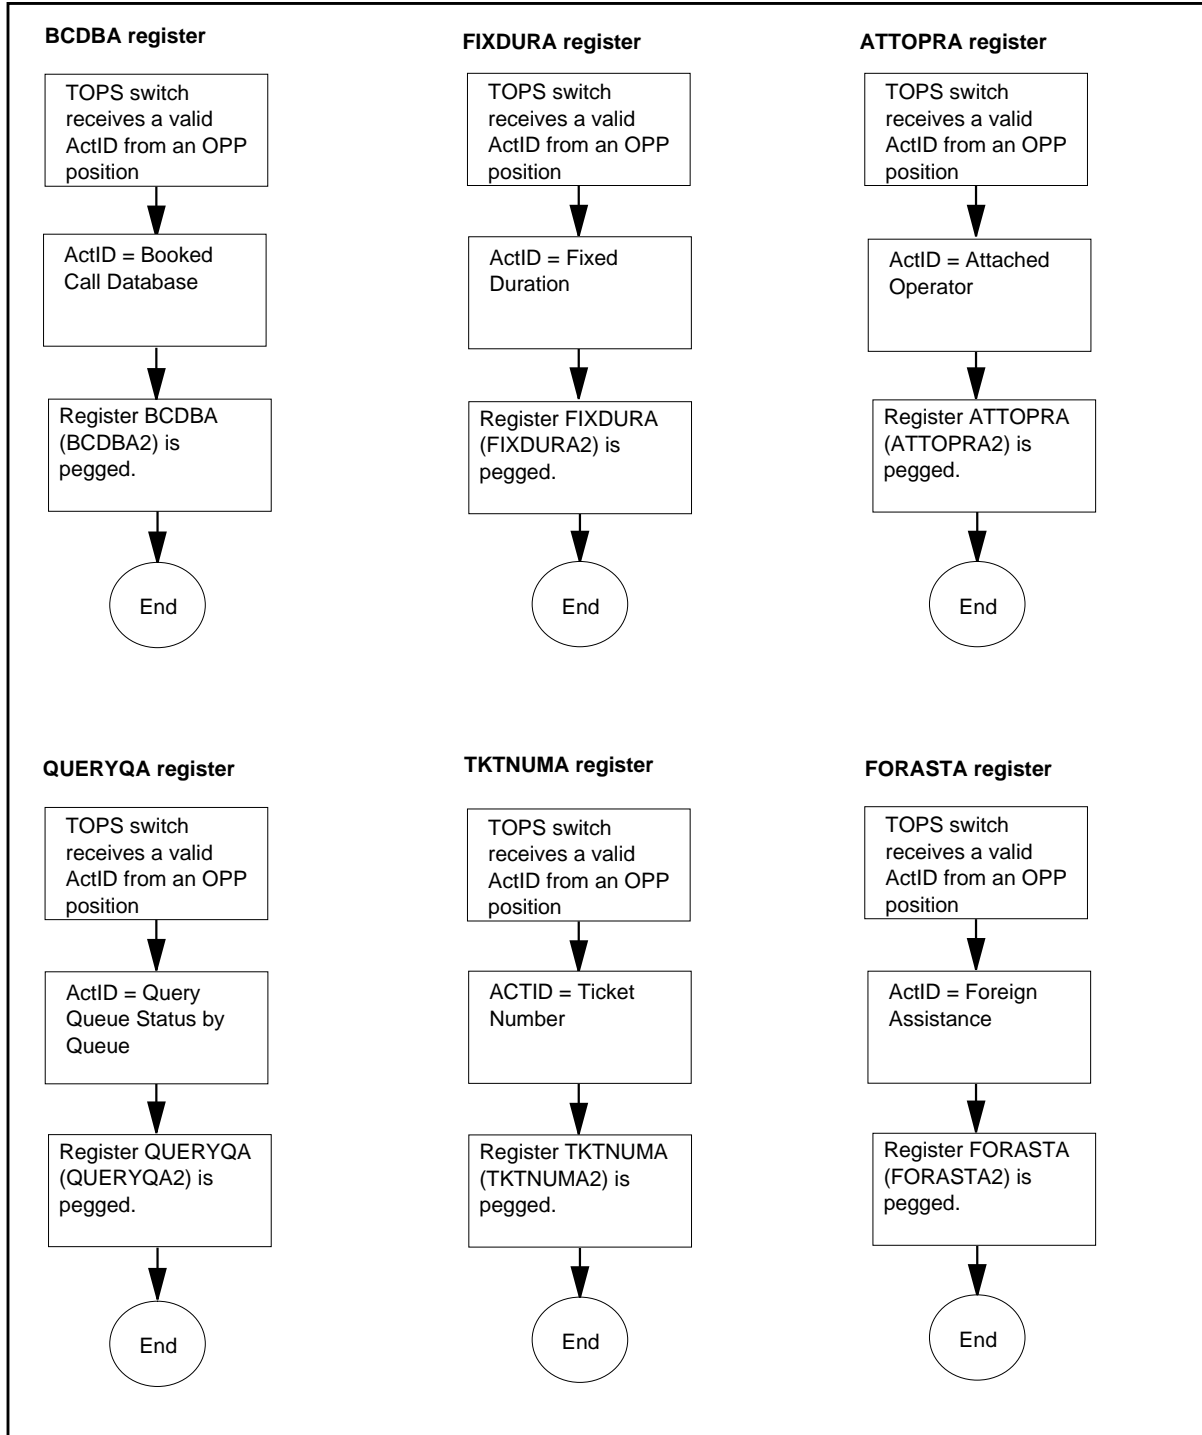 BCDBA register
TOPS switch
receives a valid
ActID from an OPP
position
ActID = Booked
Call Database
Register BCDBA
(BCDBA2) is
pegged.
End
FIXDURA register
TOPS switch
receives a valid
ActID from an OPP
position
ActID = Fixed
Duration
Register FIXDURA
(FIXDURA2) is
pegged.
End
ATTOPRA register
TOPS switch
receives a valid
ActID from an OPP
position
ActID = Attached
Operator
Register ATTOPRA
(ATTOPRA2) is
pegged.
End
QUERYQA register
TOPS switch
receives a valid
ActID from an OPP
position
ActID = Query
Queue Status by
Queue
Register QUERYQA
(QUERYQA2) is
pegged.
End
TKTNUMA register
TOPS switch
receives a valid
ActID from an OPP
position
ACTID = Ticket
Number
Register TKTNUMA
(TKTNUMA2) is
pegged.
End
FORASTA register
TOPS switch
receives a valid
ActID from an OPP
position
ActID = Foreign
Assistance
Register FORASTA
(FORASTA2) is
pegged.
End